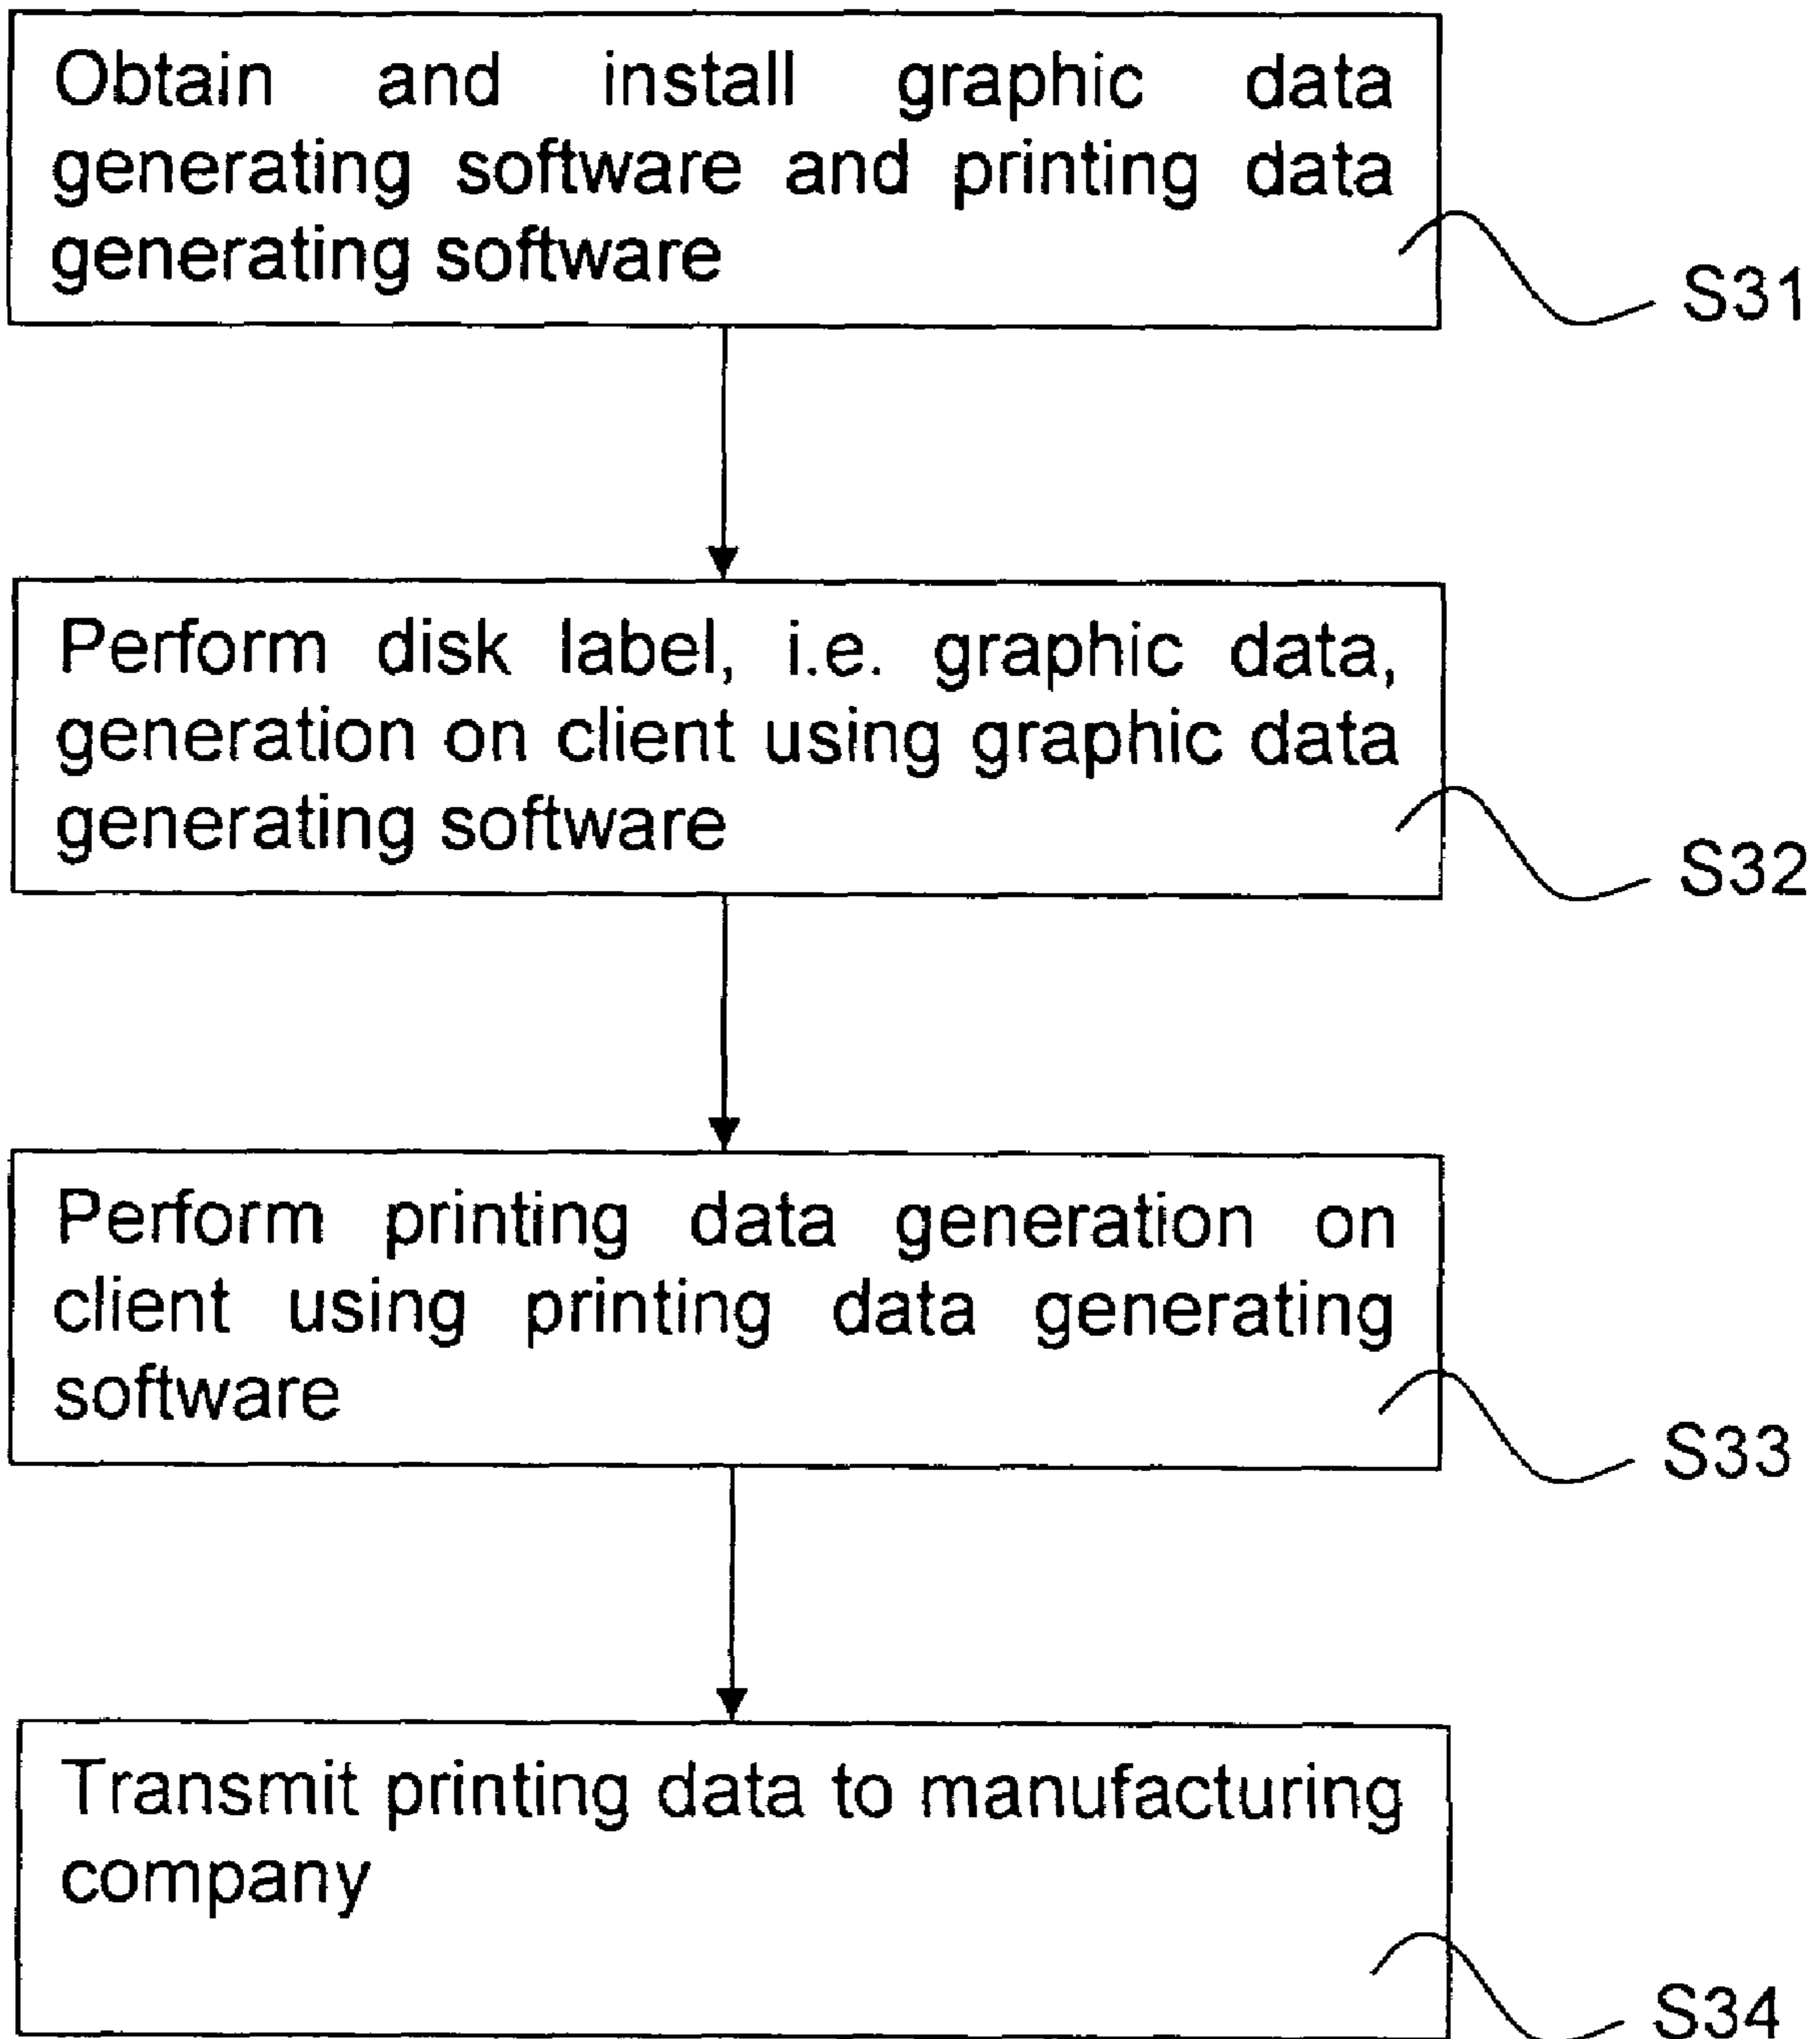 Obtain and install graphic data
generating software and printing data
generating software
S31
Perform disk label, i.e. graphic data,
generation on client using graphic data
generating software
S32
Perform printing data generation on
client using printing data generating
software
S33
Transmit printing data to manufacturing
company
S34